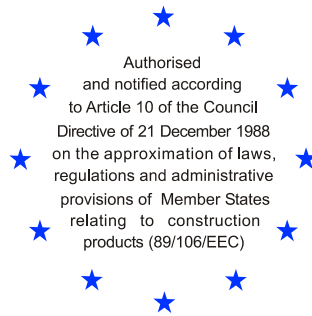 Authorised
and notified according
to Article 10 of the Council
Directive of 21 December 1988
on the approximation of laws,
regulations and administrative
provisions of Member States
relating to construction
products (89/106/EEC)